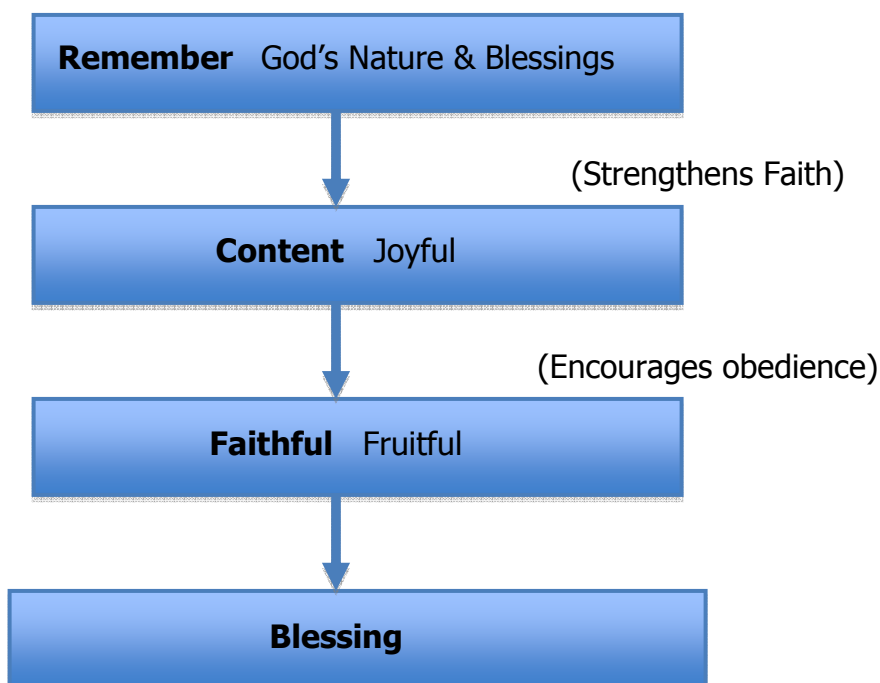 Remember God’s Nature & Blessings
(Strengthens Faith)
Content Joyful
(Encourages obedience)
Faithful Fruitful
Blessing